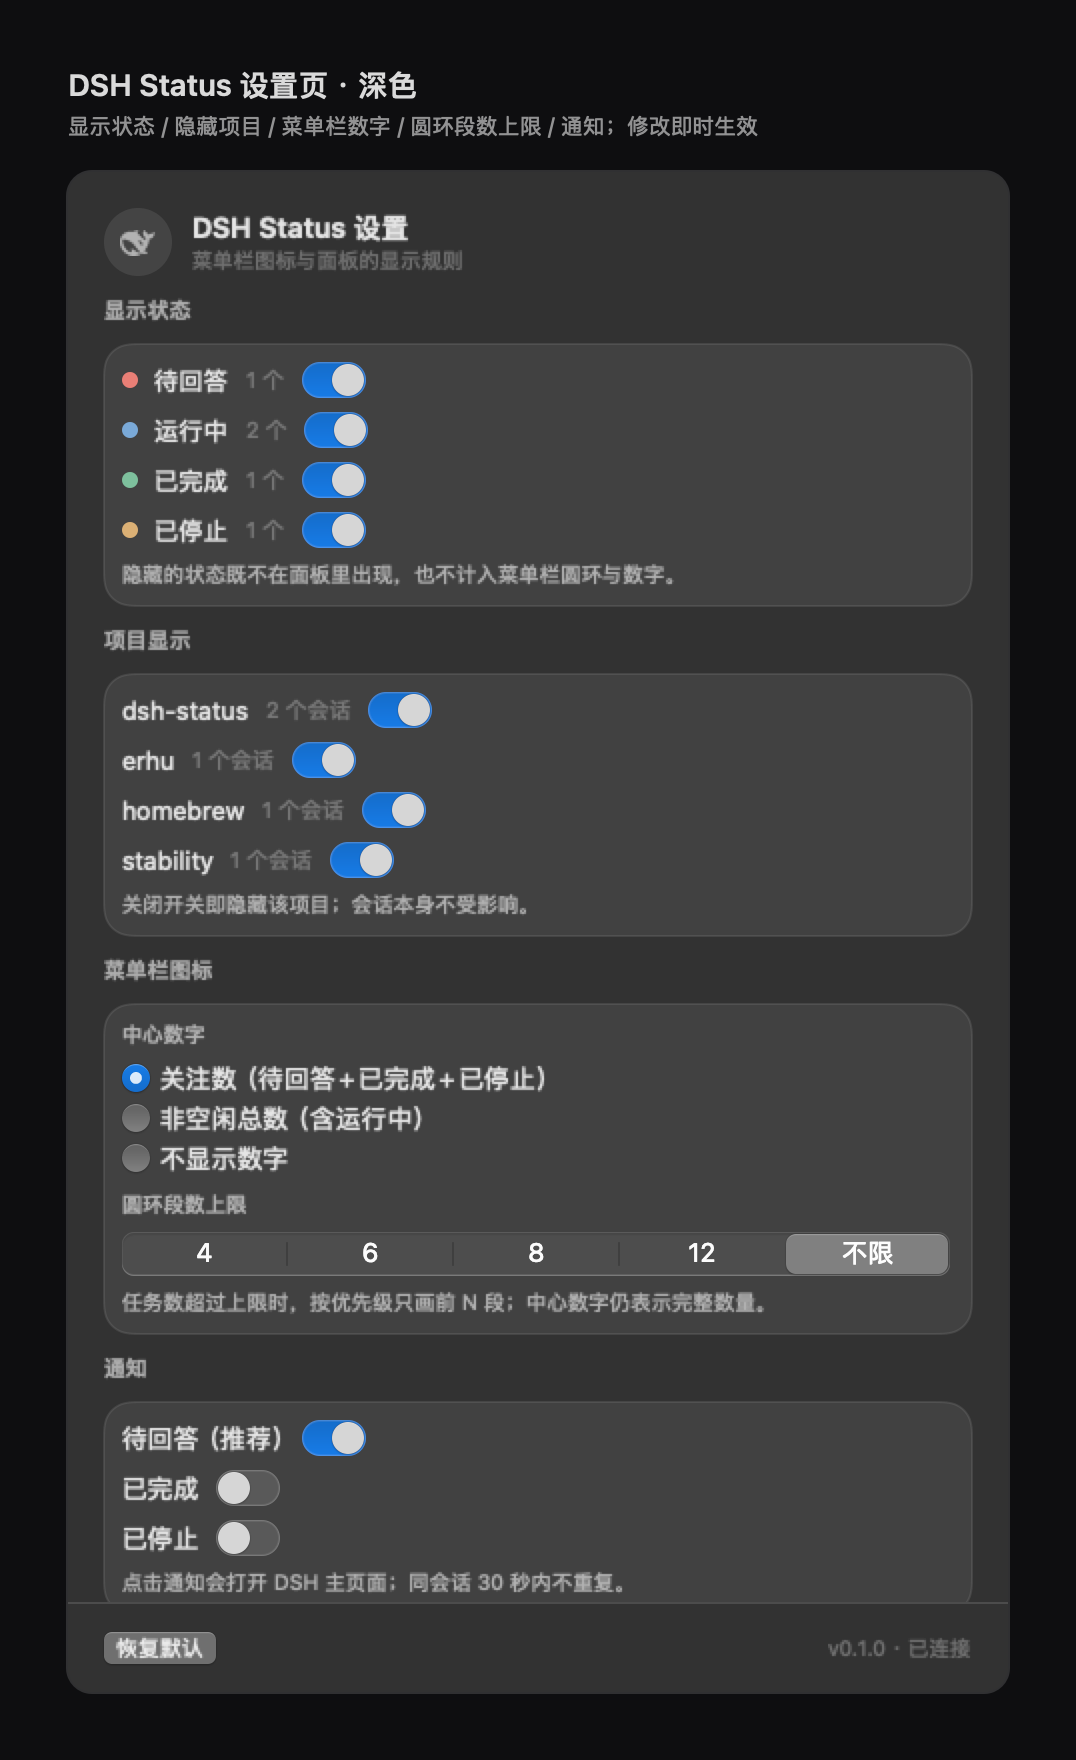 DSH Status 设置页 · 深色
显示状态 / 隐藏项目 / 菜单栏数字 / 圆环段数上限 / 通知；修改即时生效
DSH Status 设置
菜单栏图标与面板的显示规则
显示状态
待回答 1 个
运行中 2 个
已完成 1 个
已停止 1 个
隐藏的状态既不在面板里出现，也不计入菜单栏圆环与数字。
项目显示
dsh-status 2 个会话
erhu 1 个会话
homebrew 1 个会话
stability 1 个会话
关闭开关即隐藏该项目；会话本身不受影响。
菜单栏图标
中心数字
关注数（待回答+已完成+已停止）
非空闲总数（含运行中）
不显示数字
圆环段数上限
4 6 8 12 不限
任务数超过上限时，按优先级只画前 N 段；中心数字仍表示完整数量。
通知
待回答（推荐）
已完成
已停止
点击通知会打开 DSH 主页面；同会话 30 秒内不重复。
恢复默认 v0.1.0 · 已连接